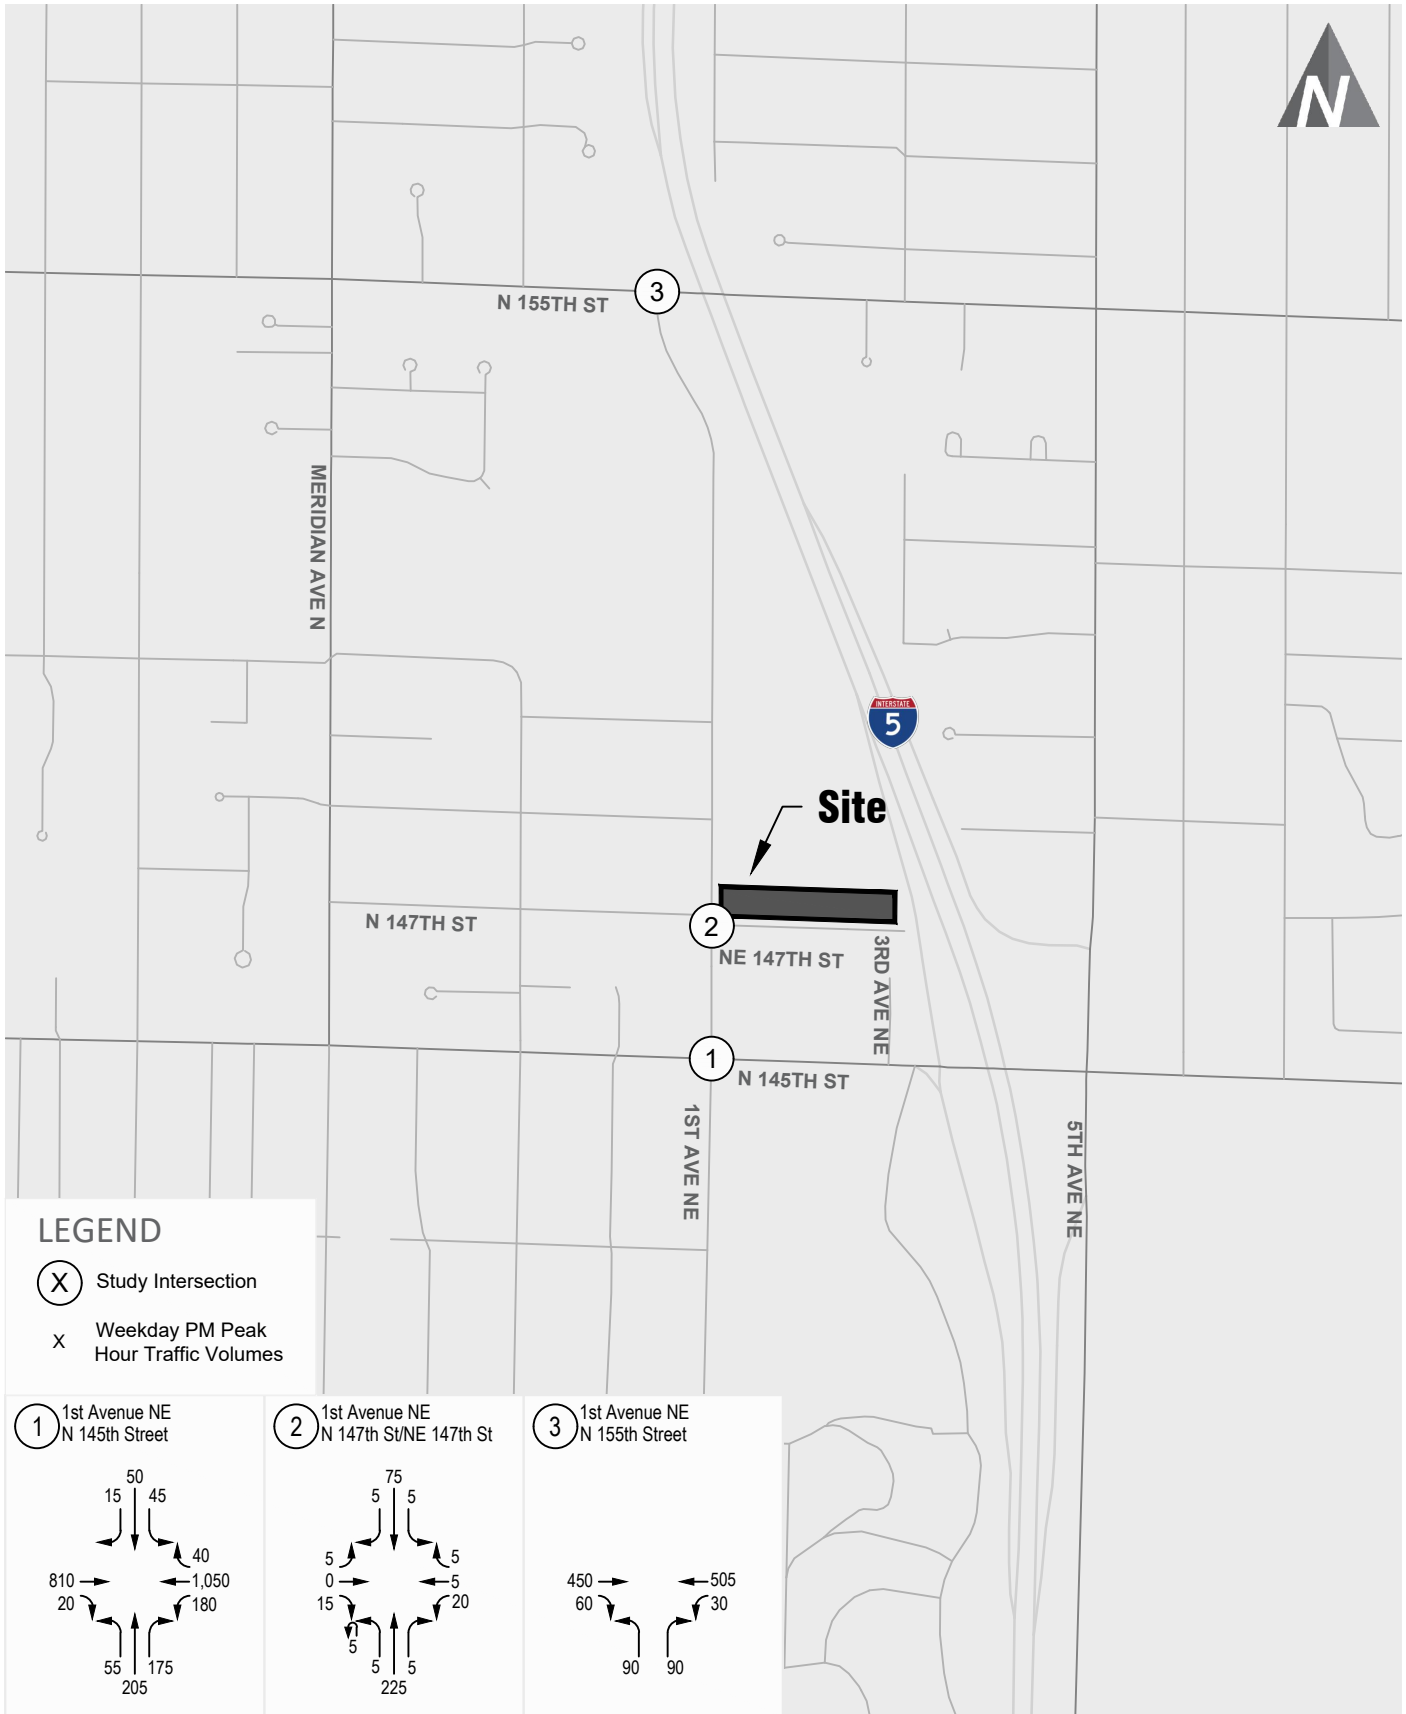 N
N 155TH ST
3
MERIDIAN AVE N
INTERSTATE
5
Site
N 147TH ST
2
NE 147TH ST
3RD AVE NE
1
N 145TH ST
1ST AVE NE
5TH AVE NE
LEGEND
X Study Intersection
X Weekday PM Peak
Hour Traffic Volumes
1 1st Avenue NE
N 145th Street
50
15 45
40
810 1,050
20 180
55 175
205
2 1st Avenue NE
N 147th St/NE 147th St
75
5 5
5 5
0 5
15 20
5
5 5
225
3 1st Avenue NE
N 155th Street
450 505
60 30
90 90